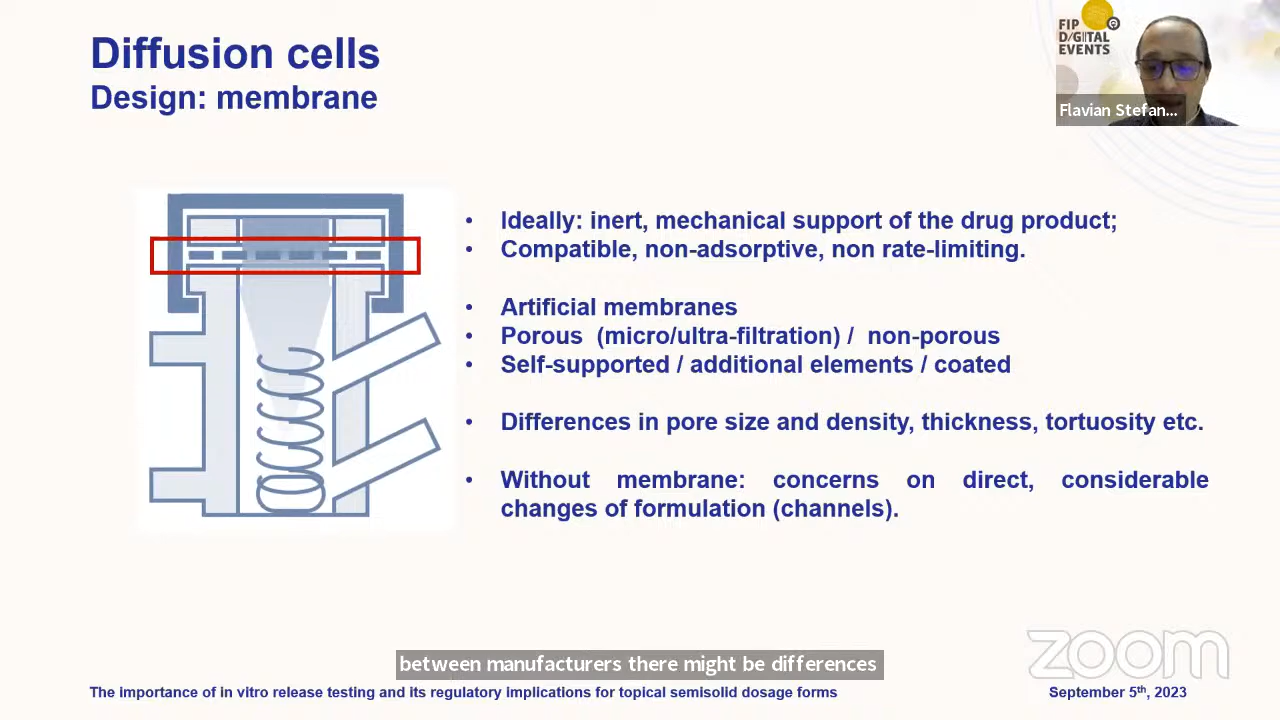 Diffusion cells
Design: membrane
FIP
D/GITAL
EVENTS
Flavian Stefan...
• Ideally: inert, mechanical support of the drug product;
• Compatible, non-adsorptive, non rate-limiting.
• Artificial membranes
• Porous (micro/ultra-filtration) / non-porous
• Self-supported / additional elements / coated
• Differences in pore size and density, thickness, tortuosity etc.
• Without membrane: concerns on direct, considerable
changes of formulation (channels).
zoom
between manufacturers there might be differences
The importance of in vitro release testing and its regulatory implications for topical semisolid dosage forms
September 5th, 2023